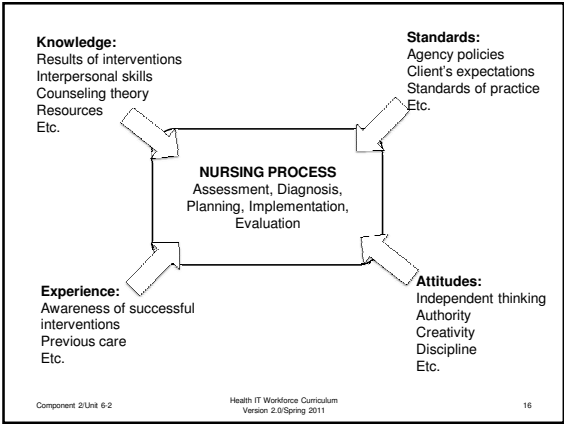 Knowledge:
Results of interventions
Interpersonal skills
Counseling theory
Resources
Etc.
Standards:
Agency policies
Client's expectations
Standards of practice
Etc.
NURSING PROCESS
Assessment, Diagnosis,
Planning, Implementation,
Evaluation
Experience:
Awareness of successful
interventions
Previous care
Etc.
Attitudes:
Independent thinking
Authority
Creativity
Discipline
Etc.
Component 2/Unit 6-2
Health IT Workforce Curriculum
Version 2.0/Spring 2011
16